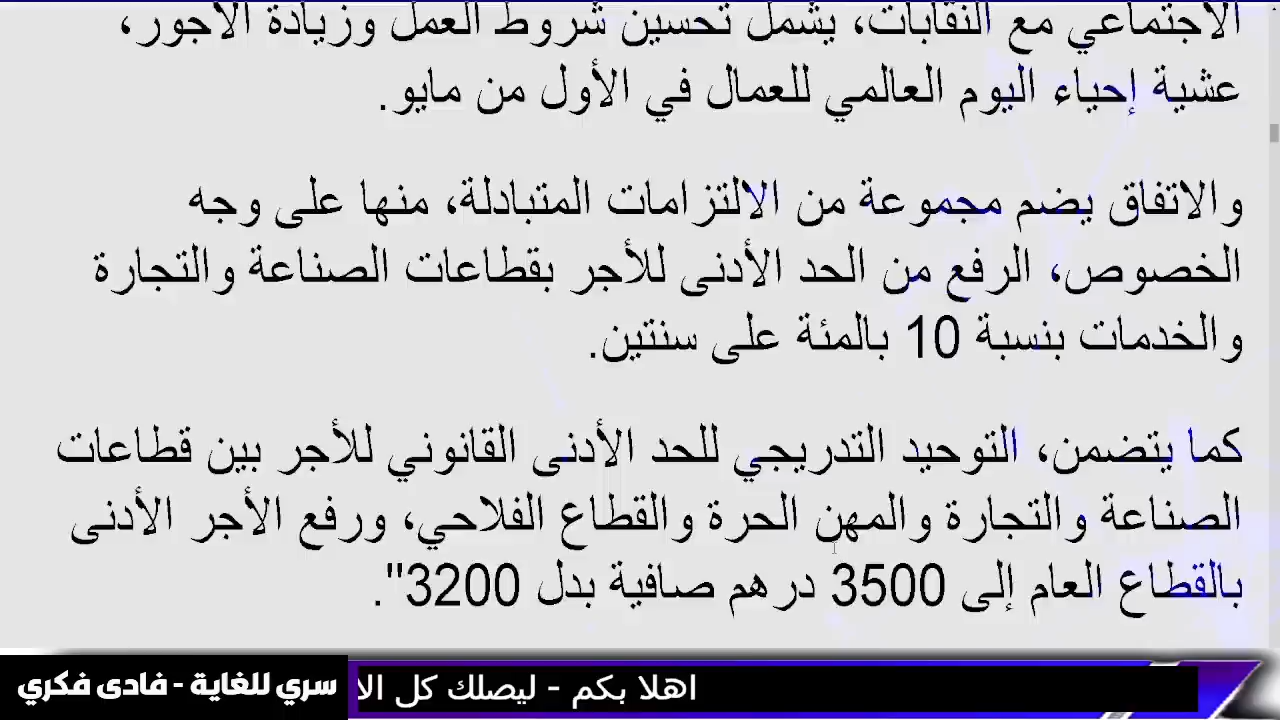 الاجتماعي مع النقابات، يشمل تحسين شروط العمل وزيادة الأجور،
عشية إحياء اليوم العالمي للعمال في الأول من مايو.
والاتفاق يضم مجموعة من الالتزامات المتبادلة، منها على وجه
الخصوص، الرفع من الحد الأدنى للأجر بقطاعات الصناعة والتجارة
والخدمات بنسبة 10 بالمئة على سنتين.
كما يتضمن، التوحيد التدريجي للحد الأدنى القانوني للأجر بين قطاعات
الصناعة والتجارة والمهن الحرة والقطاع الفلاحي، ورفع الأجر الأدنى
بالقطاع العام إلى 3500 درهم صافية بدل 3200".
اهلا بكم - ليصلك كل الا
سري للغاية - فادى فكري